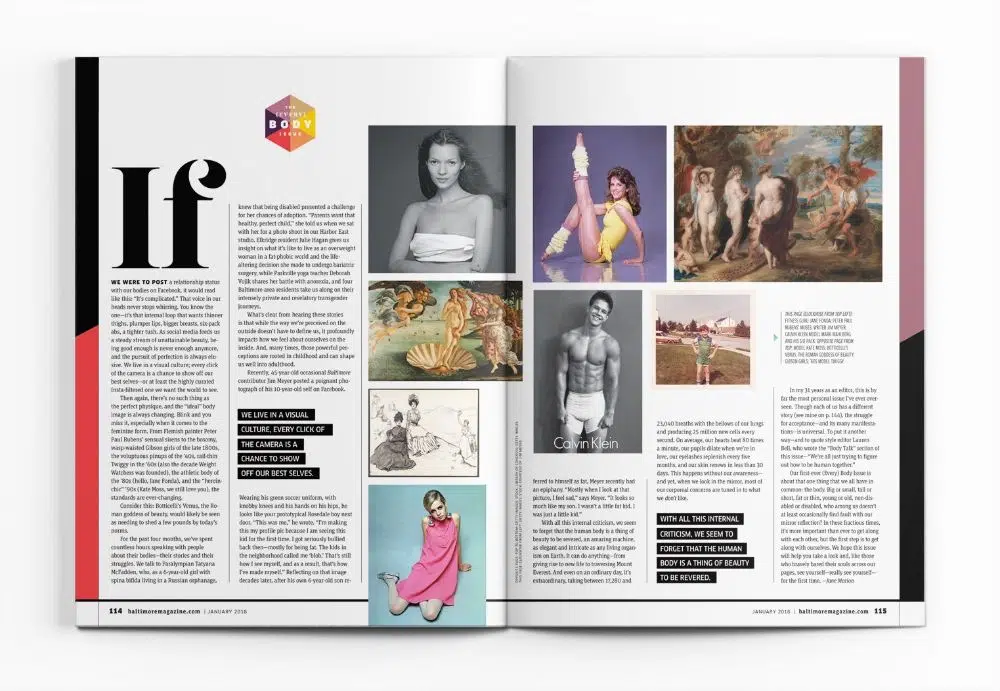 THE
[EVERY]
BODY
ISSUE
If
WE WERE TO POST a relationship status
with our bodies on Facebook, it would read
like this: "It's complicated." That voice in our
heads never stops whirring. You know the
one—it's that internal loop that wants thinner
thighs, plumper lips, bigger breasts, six-pack
abs, a tighter tush. As social media feeds us
a steady stream of unattainable beauty, be-
ing good enough is never enough anymore,
and the pursuit of perfection is always elu-
sive. We live in a visual culture; every click
of the camera is a chance to show off our
best selves—or at least the highly curated
Insta-filtered one we want the world to see.
Then again, there's no such thing as
the perfect physique, and the "ideal" body
image is always changing. Blink and you
miss it, especially when it comes to the
feminine form. From Flemish painter Peter
Paul Rubens' sensual sirens to the bosomy,
wasp-waisted Gibson girls of the late 1800s,
the voluptuous pinups of the '40s, rail-thin
Twiggy in the '60s (also the decade Weight
Watchers was founded), the athletic body of
the '80s (hello, Jane Fonda), and the "heroin-
chic" '90s (Kate Moss, we still love you), the
standards are ever-changing.
Consider this: Botticelli's Venus, the Ro-
man goddess of beauty, would likely be seen
as needing to shed a few pounds by today's
norms.
For the past four months, we've spent
countless hours speaking with people
about their bodies—their stories and their
struggles. We talk to Paralympian Tatyana
McFadden, who, as a 6-year-old girl with
spina bifida living in a Russian orphanage,
knew that being disabled presented a challenge
for her chances of adoption. "Parents want that
healthy, perfect child," she told us when we sat
with her for a photo shoot in our Harbor East
studio. Elkridge resident Julie Hagan gives us
insight on what it's like to live as an overweight
woman in a fat-phobic world and the life-
altering decision she made to undergo bariatric
surgery, while Parkville yoga teacher Deborah
Vujik shares her battle with anorexia, and four
Baltimore-area residents take us along on their
intensely private and revelatory transgender
journeys.
What's clear from hearing these stories
is that while the way we're perceived on the
outside doesn't have to define us, it profoundly
impacts how we feel about ourselves on the
inside. And, many times, those powerful per-
ceptions are rooted in childhood and can shape
us well into adulthood.
Recently, 45-year-old occasional Baltimore
contributor Jim Meyer posted a poignant pho-
tograph of his 10-year-old self on Facebook.
WE LIVE IN A VISUAL
CULTURE, EVERY CLICK OF
THE CAMERA IS A
CHANCE TO SHOW
OFF OUR BEST SELVES.
Wearing his green soccer uniform, with
knobby knees and his hands on his hips, he
looks like your prototypical Rosedale boy next
door. "This was me," he wrote. "I'm making
this my profile pic because I am seeing this
kid for the first time. I got seriously bullied
back then—mostly for being fat. The kids in
the neighborhood called me 'blob.' That's still
how I see myself, and as a result, that's how
I've made myself." Reflecting on that image
decades later, after his own 6-year-old son re-
114 baltimoremagazine.com | JANUARY 2018
Calvin Klein
ferred to himself as fat, Meyer recently had
an epiphany. "Mostly when I look at that
picture, I feel sad," says Meyer. "It looks so
much like my son. I wasn't a little fat kid. I
was just a little kid."
With all this internal criticism, we seem
to forget that the human body is a thing of
beauty to be revered, an amazing machine,
as elegant and intricate as any living organ-
ism on Earth. It can do anything—from
giving rise to new life to traversing Mount
Everest. And even on an ordinary day, it's
extraordinary, taking between 17,280 and
23,040 breaths with the bellows of our lungs
and producing 25 million new cells every
second. On average, our hearts beat 80 times
a minute, our pupils dilate when we're in
love, our eyelashes replenish every five
months, and our skin renews in less than 30
days. This happens without our awareness—
and yet, when we look in the mirror, most of
our corporal concerns are tuned in to what
we don't like.
WITH ALL THIS INTERNAL
CRITICISM, WE SEEM TO
FORGET THAT THE HUMAN
BODY IS A THING OF BEAUTY
TO BE REVERED.
THIS PAGE (CLOCKWISE FROM TOP LEFT):
FITNESS GURU JANE FONDA; PETER PAUL
RUBENS' MUSES; WRITER JIM MEYER;
CALVIN KLEIN MODEL MARK WAHLBERG
AND HIS SIX PACK. OPPOSITE PAGE FROM
TOP: MODEL KATE MOSS; BOTTICELLI'S
VENUS, THE ROMAN GODDESS OF BEAUTY;
GIBSON GIRLS; '60S MODEL TWIGGY.
In my 31 years as an editor, this is by
far the most personal issue I've ever over-
seen. Though each of us has a different
story (see mine on p. 144), the struggle
for acceptance—and its many manifesta-
tions—is universal. To put it another
way—and to quote style editor Lauren
Bell, who wrote the "Body Talk" section of
this issue—"We're all just trying to figure
out how to be human together."
Our first-ever (Every) Body Issue is
about that one thing that we all have in
common: the body. Big or small, tall or
short, fat or thin, young or old, non-dis-
abled or disabled, who among us doesn't
at least occasionally find fault with our
mirror reflection? In these fractious times,
it's more important than ever to get along
with each other, but the first step is to get
along with ourselves. We hope this issue
will help you take a look and, like those
who bravely bared their souls across our
pages, see yourself—really see yourself—
for the first time. —Jane Marion
JANUARY 2018 | baltimoremagazine.com 115